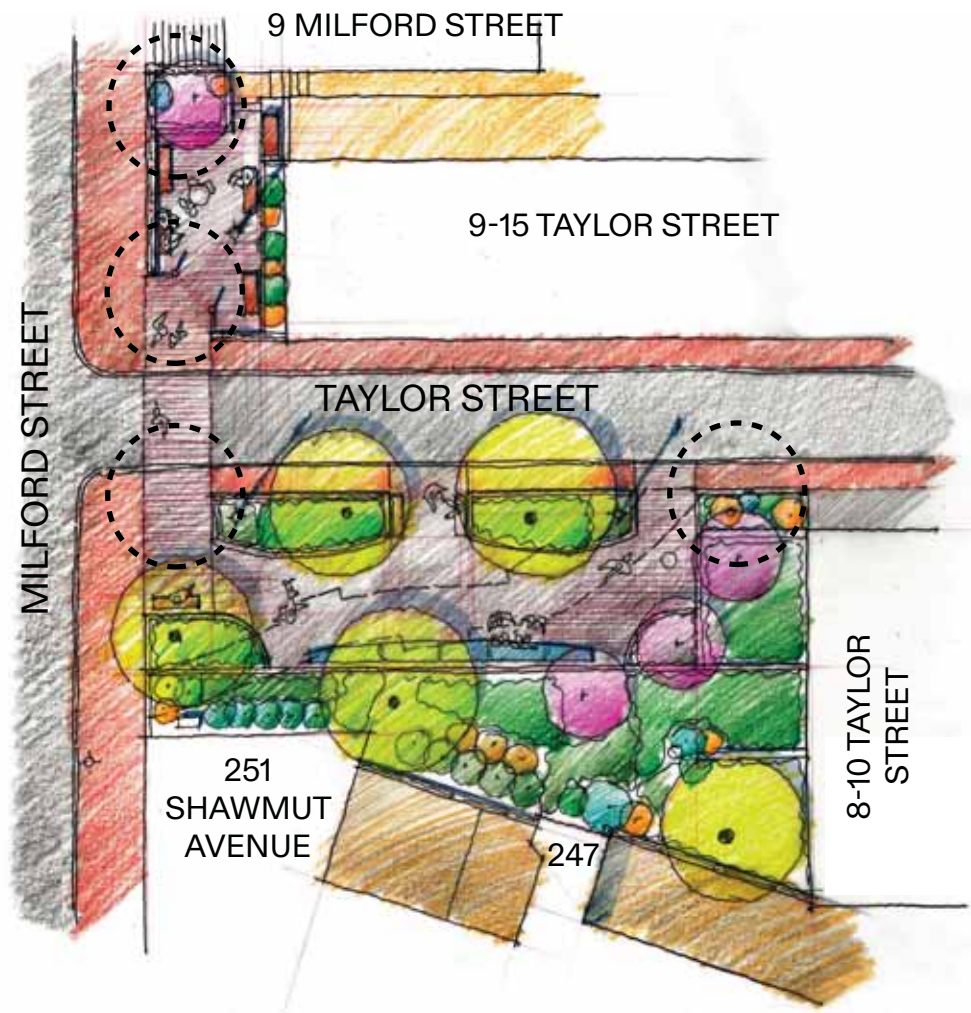 9 MILFORD STREET
9-15 TAYLOR STREET
MILFORD STREET
TAYLOR STREET
8-10 TAYLOR
STREET
251
SHAWMUT
AVENUE
247